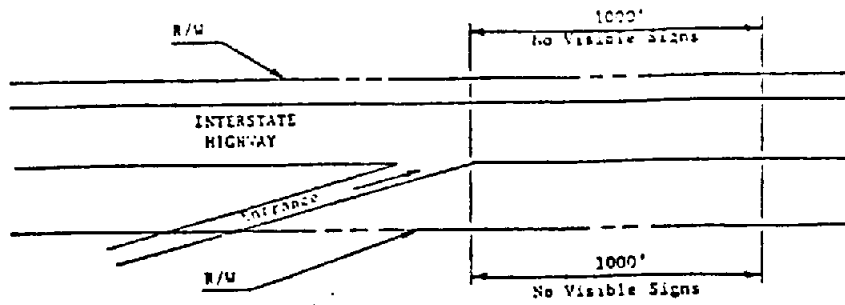 1000'
No Visible Signs
R/W
INTERSTATE
HIGHWAY
Entrance
R/W
1000'
No Visible Signs